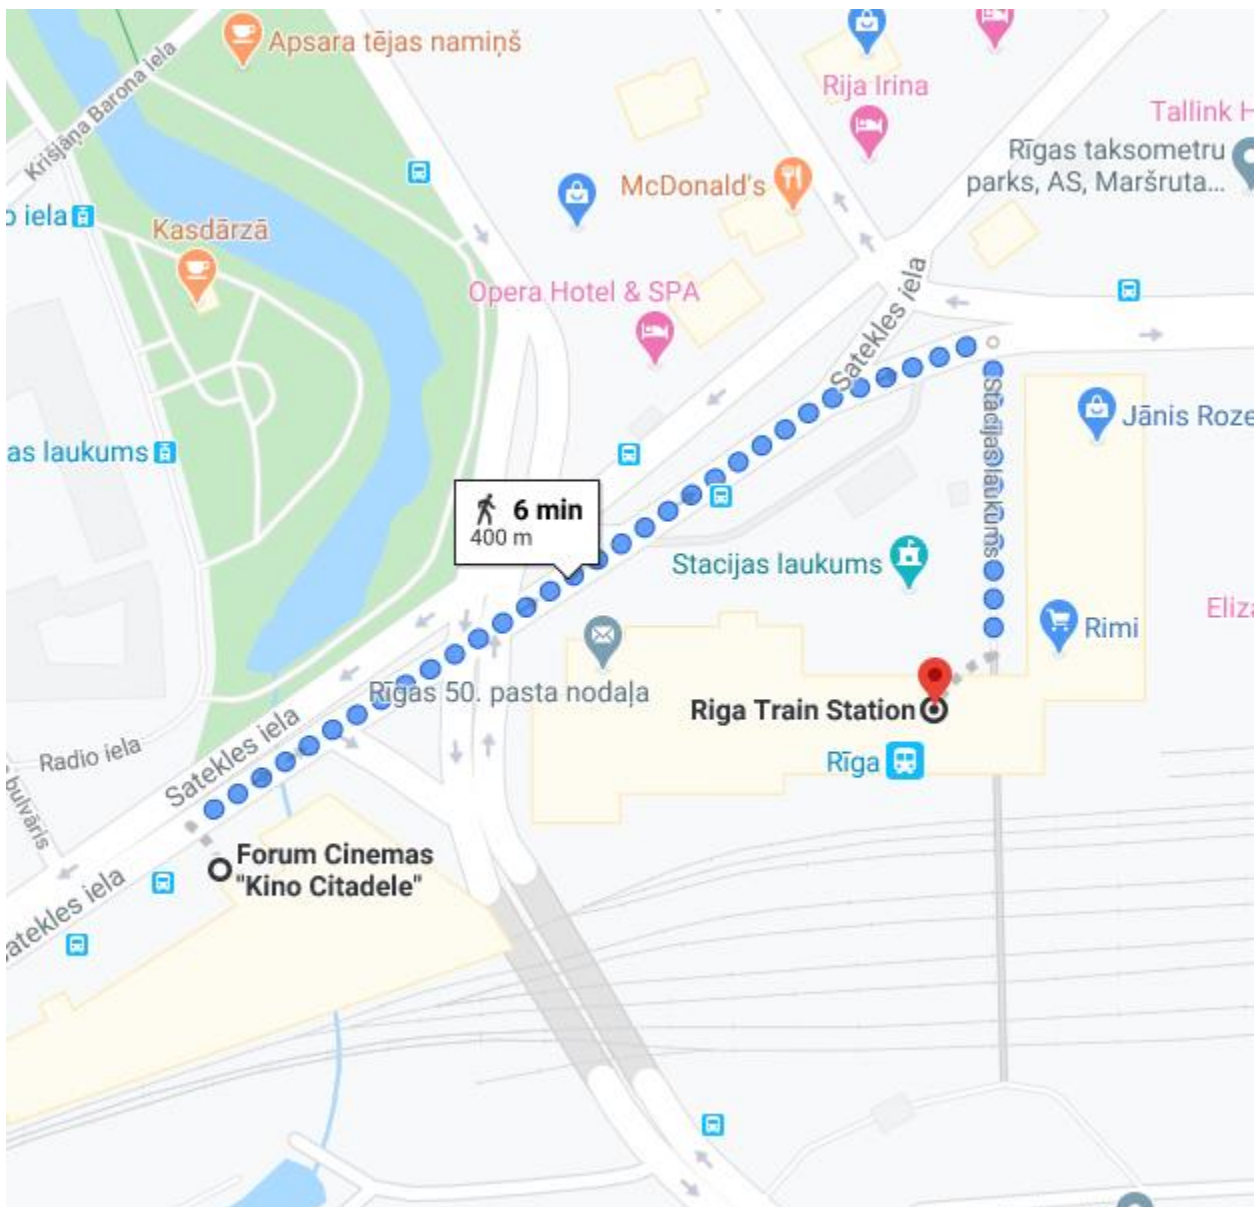 Apsara tējas namiņš
Krišjāņa Barona iela
Rija Irina
Tallink H
Rīgas taksometru
parks, AS, Maršruta...
McDonald's
o iela
Kasdārzā
Opera Hotel & SPA
Satekles iela
Stacijas laukums
Jānis Roze
as laukums
6 min
400 m
Stacijas laukums
Eliza
Rimi
Rīgas 50. pasta nodaļa
Riga Train Station
Rīga
Radio iela
Satekles iela
bulvāris
Forum Cinemas
"Kino Citadele"
Satekles iela